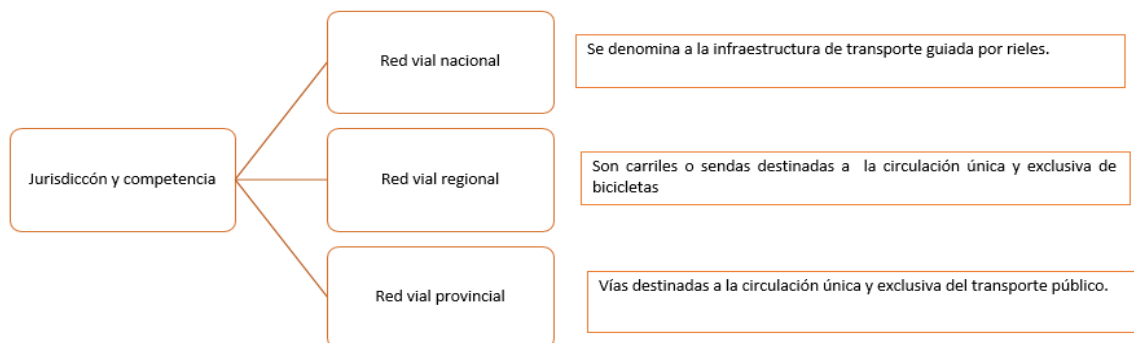 Red vial nacional
Se denomina a la infraestructura de transporte guiada por rieles.
Jurisdiccón y competencia
Red vial regional
Son carriles o sendas destinadas a la circulación única y exclusiva de
bicicletas
Red vial provincial
Vías destinadas a la circulación única y exclusiva del transporte público.